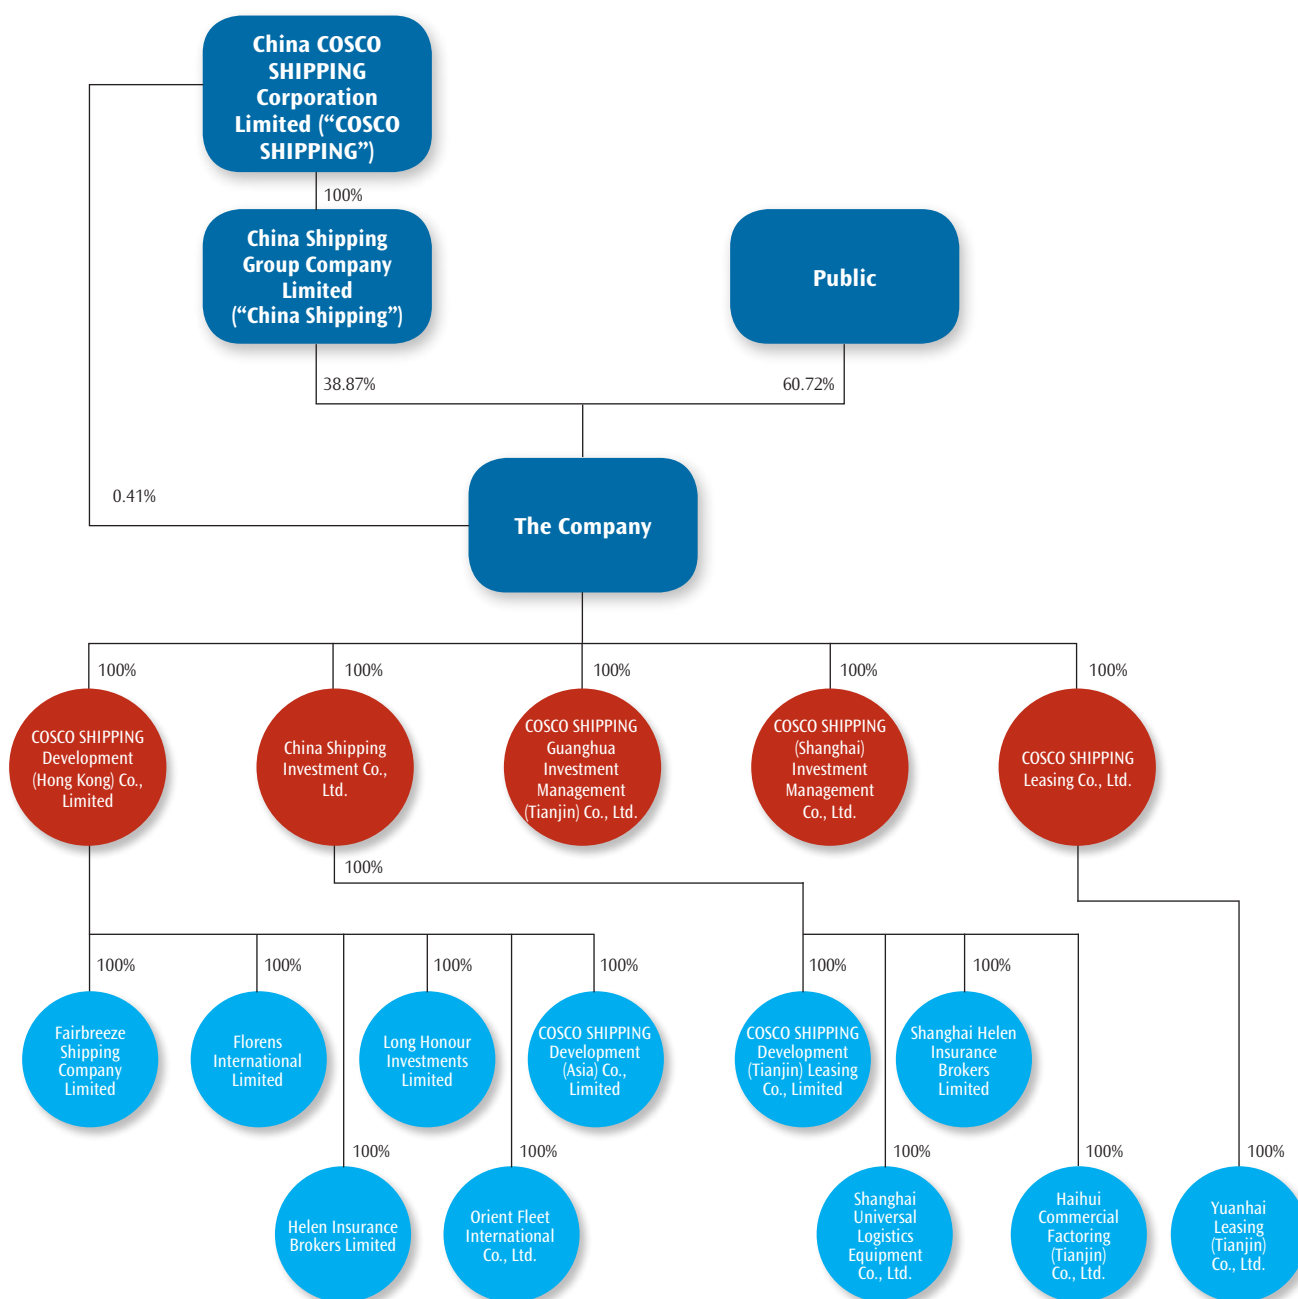 China COSCO
SHIPPING
Corporation
Limited (“COSCO
SHIPPING”)
100%
China Shipping
Group Company
Limited
(“China Shipping”)
Public
38.87%
60.72%
0.41%
The Company
100%
100%
100%
100%
100%
COSCO SHIPPING
Development
(Hong Kong) Co.,
Limited
China Shipping
Investment Co.,
Ltd.
COSCO SHIPPING
Guanghua
Investment
Management
(Tianjin) Co., Ltd.
COSCO SHIPPING
(Shanghai)
Investment
Management
Co., Ltd.
COSCO SHIPPING
Leasing Co., Ltd.
100%
100%
100%
100%
100%
100%
100%
Fairbreeze
Shipping
Company
Limited
Florens
International
Limited
Long Honour
Investments
Limited
COSCO SHIPPING
Development
(Asia) Co.,
Limited
COSCO SHIPPING
Development
(Tianjin) Leasing
Co., Limited
Shanghai Helen
Insurance
Brokers
Limited
100%
100%
100%
100%
100%
Helen Insurance
Brokers Limited
Orient Fleet
International
Co., Ltd.
Shanghai
Universal
Logistics
Equipment
Co., Ltd.
Haihui
Commercial
Factoring
(Tianjin)
Co., Ltd.
Yuanhai
Leasing
(Tianjin)
Co., Ltd.